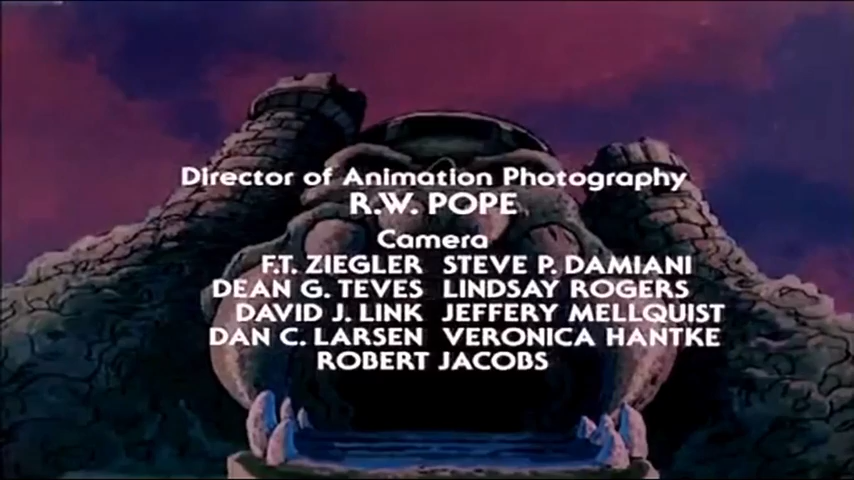 Director of Animation Photography
R.W. POPE
Camera
F.T. ZIEGLER STEVE P. DAMIANI
DEAN G. TEVES LINDSAY ROGERS
DAVID J. LINK JEFFERY MELLQUIST
DAN C. LARSEN VERONICA HANTKE
ROBERT JACOBS